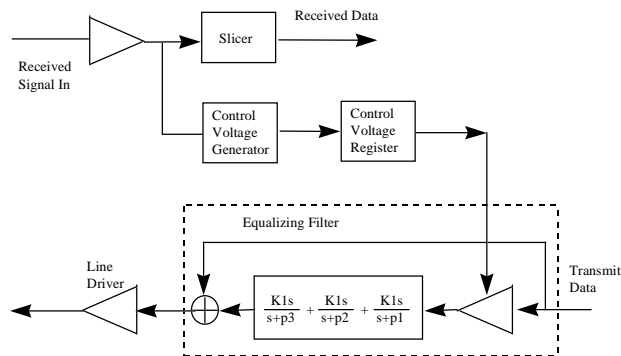 Received Data
Slicer
Received
Signal In
Control
Voltage
Generator
Control
Voltage
Register
Equalizing Filter
Line
Driver
Transmit
Data
K1s/s+p3 + K1s/s+p2 + K1s/s+p1